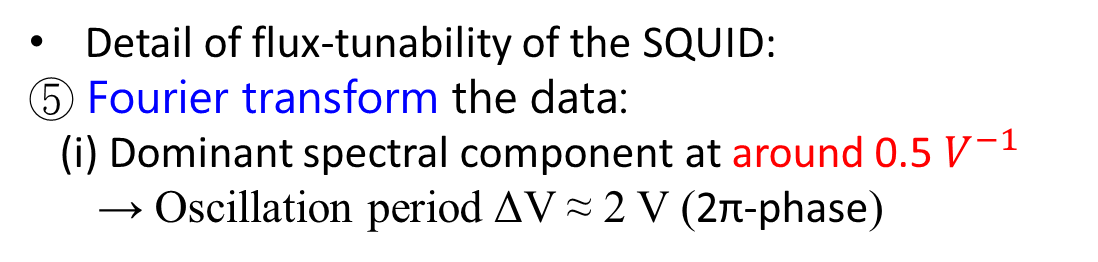 • Detail of flux-tunability of the SQUID:
⑤ Fourier transform the data:
(i) Dominant spectral component at around 0.5 V⁻¹
→ Oscillation period ΔV ≈ 2 V (2π-phase)